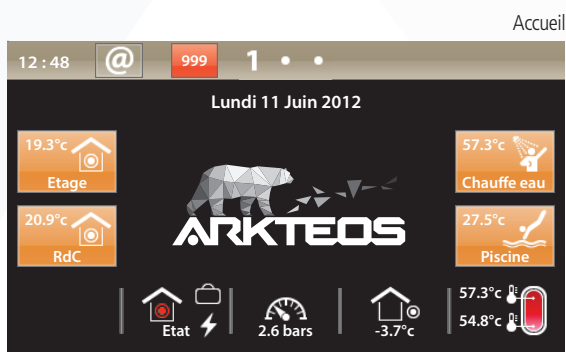 Accueil
12 : 48 @ 999 1
Lundi 11 Juin 2012
19.3°c
Etage
57.3°c
Chauffe eau
20.9°c
RdC
27.5°c
Piscine
ARKTEOS
Etat
2.6 bars
-3.7°c
57.3°c
54.8°c